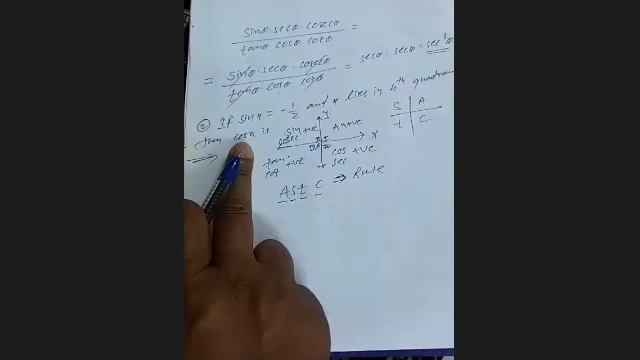 sinθ·secθ·cosecθ
tanθ cosθ cotθ =
= sinθ·secθ·cosecθ = secθ·secθ = sec²θ
tanθ·cosθ·cotθ
② If sin x = -1/2 and x lies in 4th quadran
then cos x is
S A
t C
sin +ve All +ve
cosec
X
y
tan +ve cos +ve
cot sec
A S t C ⇒ Rule